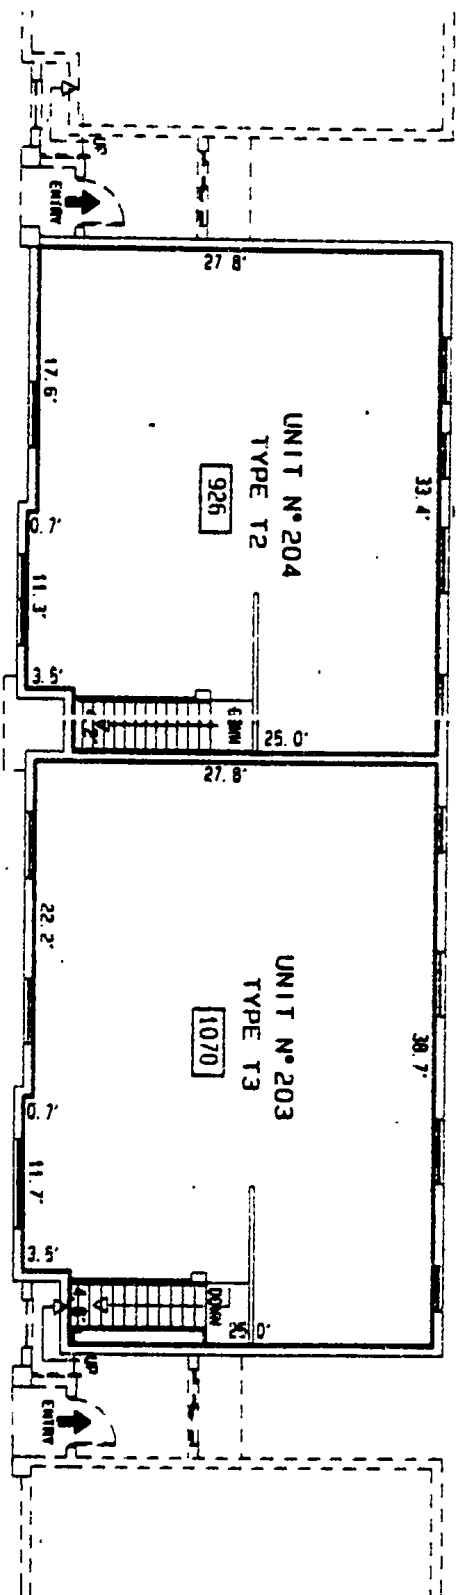 UP
ENTRY
27.8'
17.6'
33.4'
UNIT N° 204
TYPE T2
926
0.7'
11.3'
3.5'
25.0'
27.8'
22.2'
38.7'
UNIT N° 203
TYPE T3
1070
0.7'
11.7'
3.5'
DOWN
25.0'
UP
ENTRY